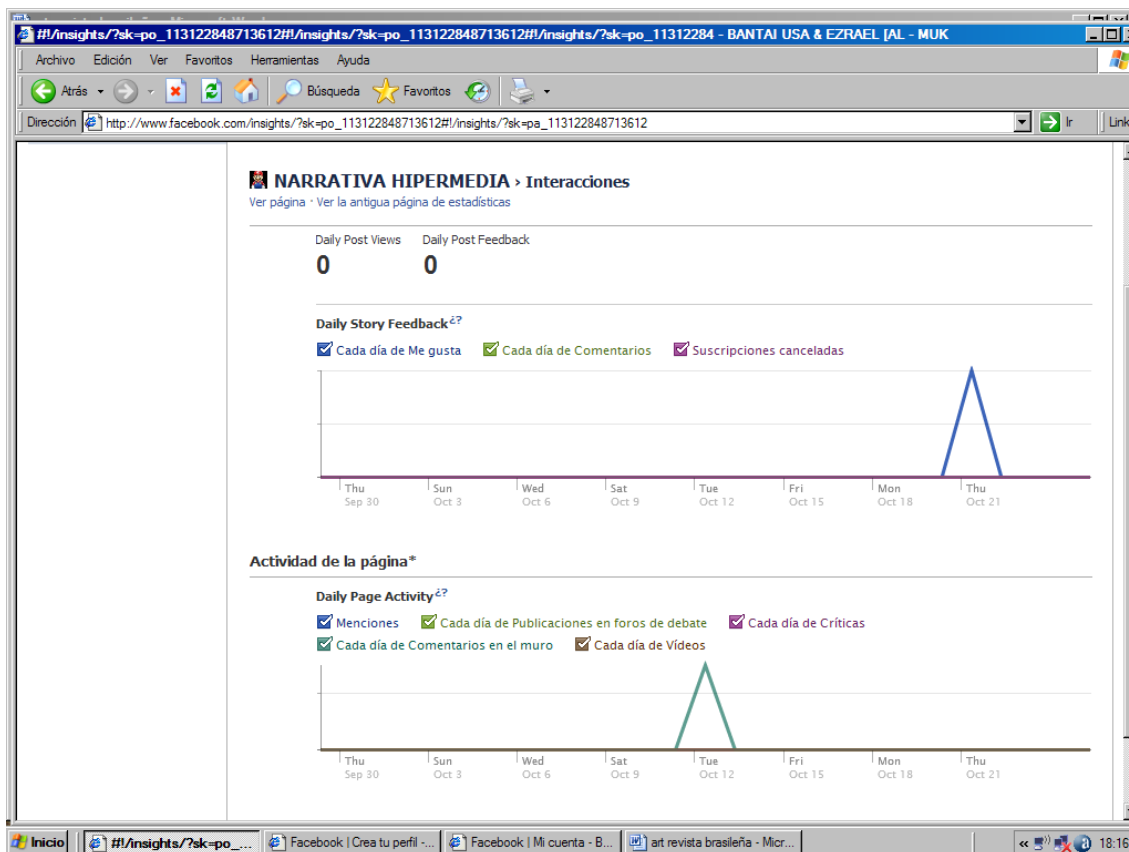 #!/insights/?sk=po_113122848713612#!/insights/?sk=po_113122848713612#!/insights/?sk=po_11312284 - BANTAI USA & EZRAEL [AL - MUK
Archivo Edición Ver Favoritos Herramientas Ayuda
Atrás Búsqueda Favoritos
Dirección http://www.facebook.com/insights/?sk=po_113122848713612#!/insights/?sk=pa_113122848713612 Ir Link
NARRATIVA HIPERMEDIA › Interacciones
Ver página · Ver la antigua página de estadísticas
Daily Post Views Daily Post Feedback
0 0
Daily Story Feedback¿?
Cada día de Me gusta Cada día de Comentarios Suscripciones canceladas
Thu Sun Wed Sat Tue Fri Mon Thu
Sep 30 Oct 3 Oct 6 Oct 9 Oct 12 Oct 15 Oct 18 Oct 21
Actividad de la página*
Daily Page Activity¿?
Menciones Cada día de Publicaciones en foros de debate Cada día de Críticas
Cada día de Comentarios en el muro Cada día de Vídeos
Thu Sun Wed Sat Tue Fri Mon Thu
Sep 30 Oct 3 Oct 6 Oct 9 Oct 12 Oct 15 Oct 18 Oct 21
Inicio #!/insights/?sk=po_... Facebook | Crea tu perfil -... Facebook | Mi cuenta - B... art revista brasileña - Micr... « 18:16